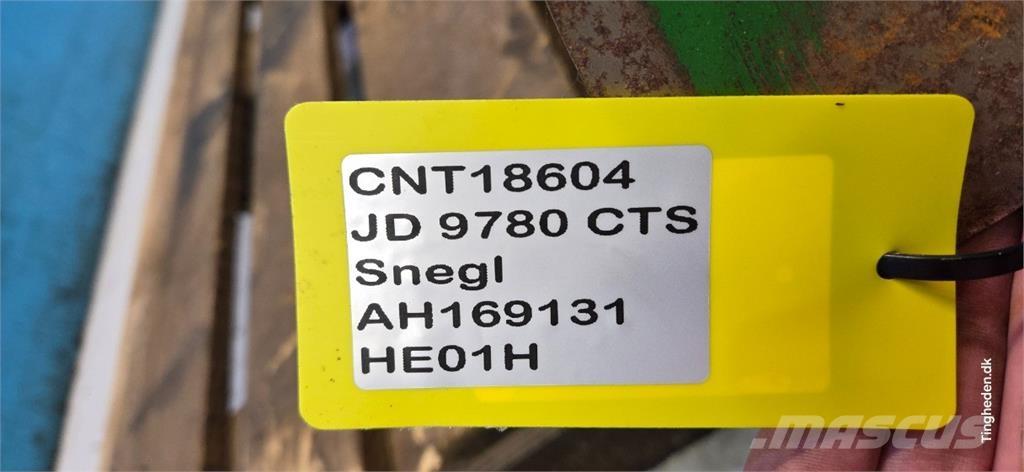 CNT18604
JD 9780 CTS
Snegl
AH169131
HE01H
MASCUS
Tingheden.dk